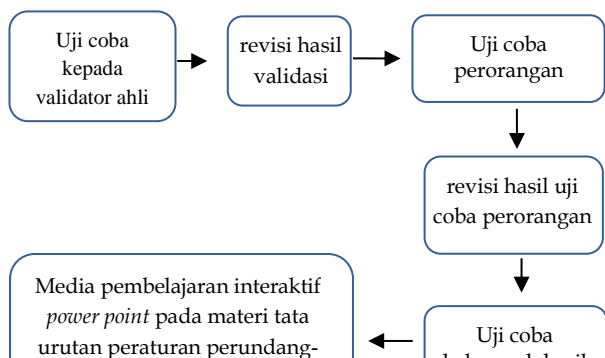 Uji coba
kepada
validator ahli
revisi hasil
validasi
Uji coba
perorangan
revisi hasil uji
coba perorangan
Uji coba
Media pembelajaran interaktif
power point pada materi tata
urutan peraturan perundang-